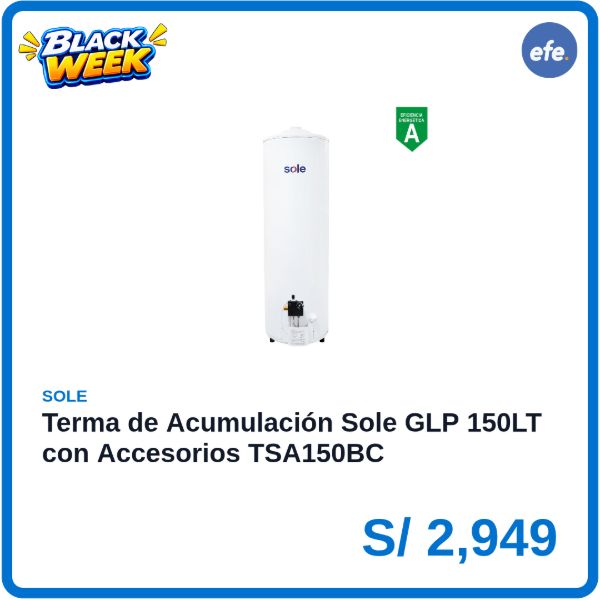 BLACK
WEEK
efe.
EFICIENCIA
ENERGÉTICA
A
sole
SOLE
Terma de Acumulación Sole GLP 150LT
con Accesorios TSA150BC
S/ 2,949